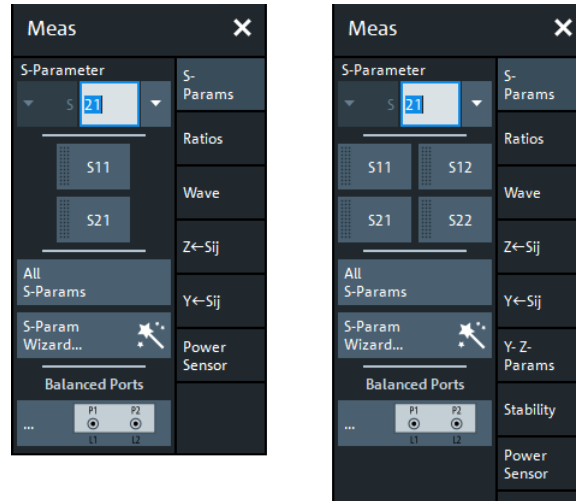 Meas
S-Parameter
S 21
S11
S21
All
S-Params
S-Param
Wizard...
Balanced Ports
...
P1 P2
L1 L2
S-
Params
Ratios
Wave
Z←Sij
Y←Sij
Power
Sensor
Meas
S-Parameter
S 21
S11 S12
S21 S22
All
S-Params
S-Param
Wizard...
Balanced Ports
...
P1 P2
L1 L2
S-
Params
Ratios
Wave
Z←Sij
Y←Sij
Y- Z-
Params
Stability
Power
Sensor